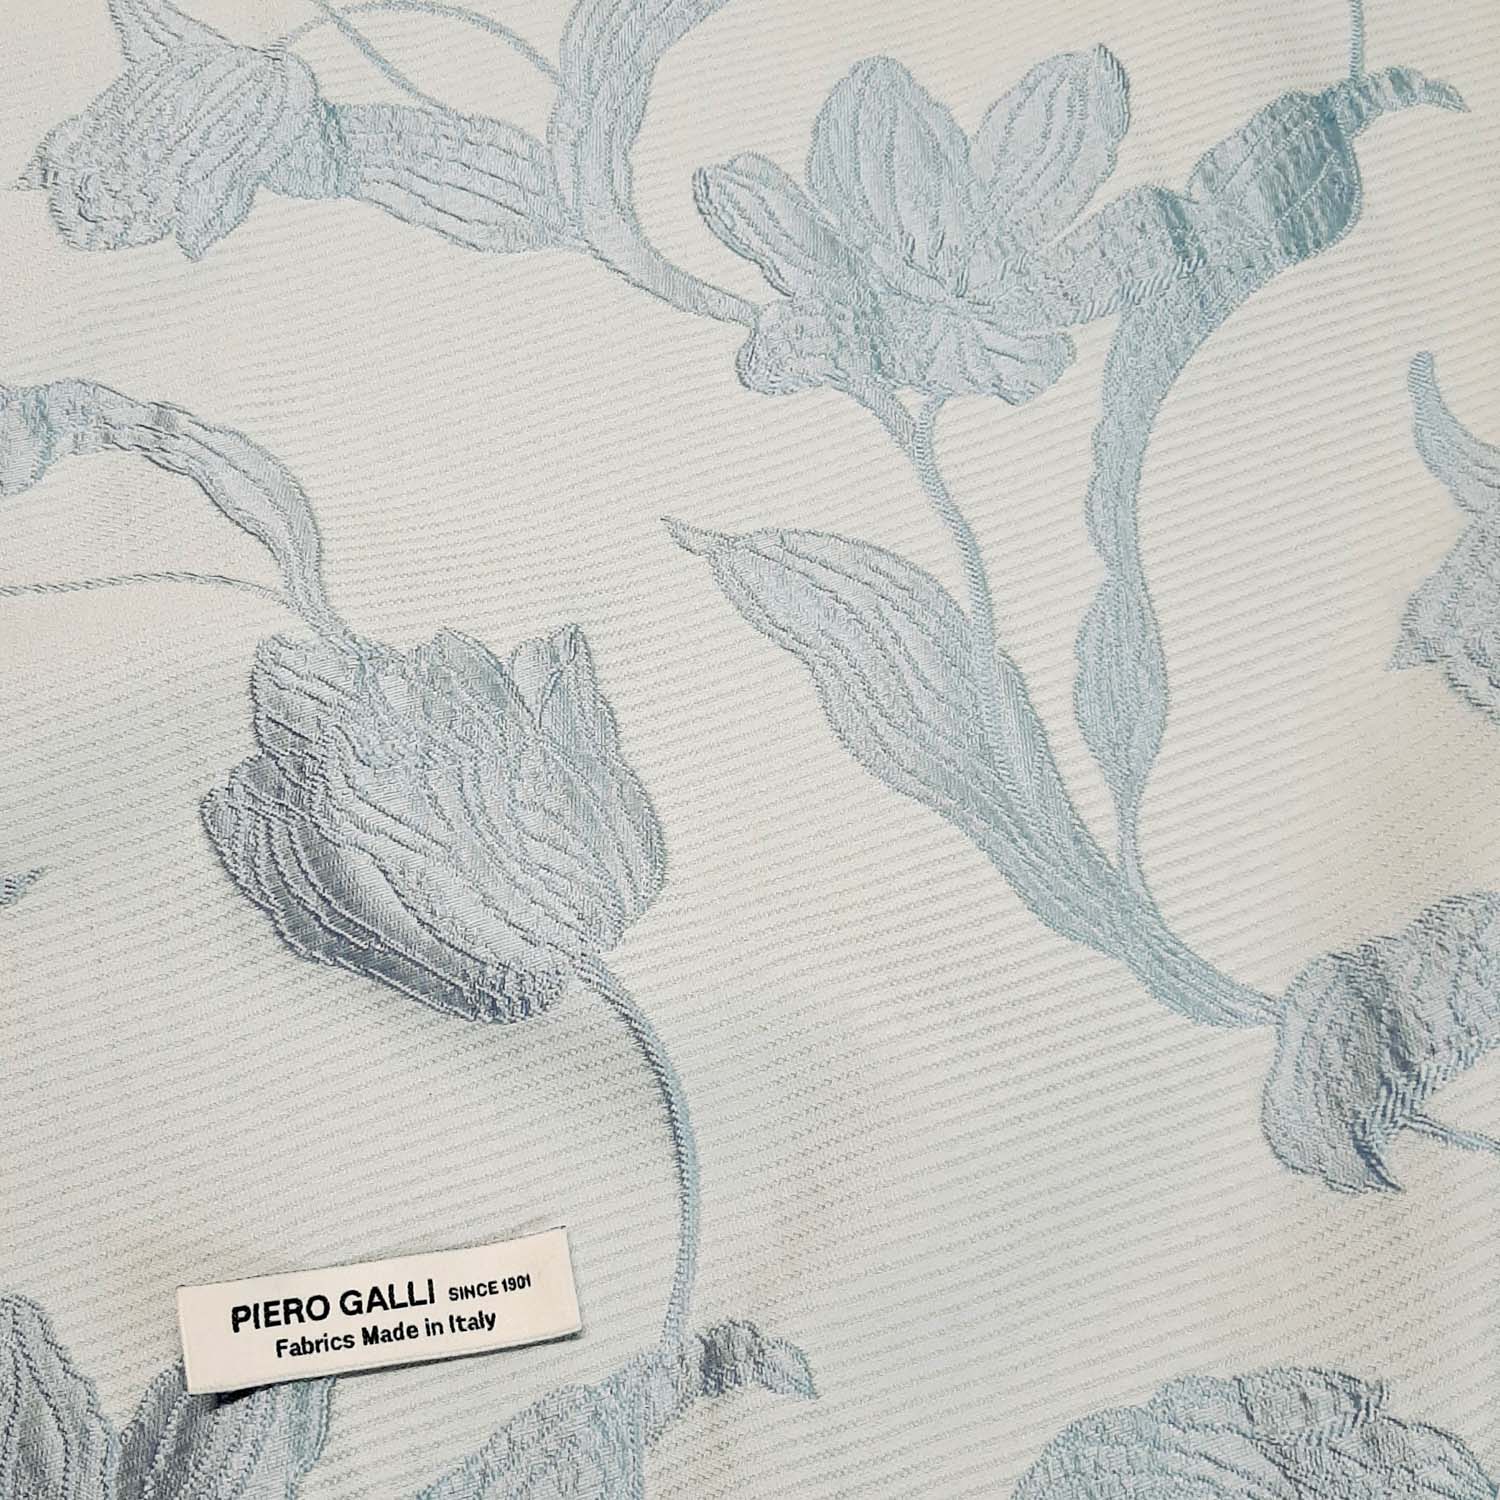 PIERO GALLI SINCE 1901
Fabrics Made in Italy